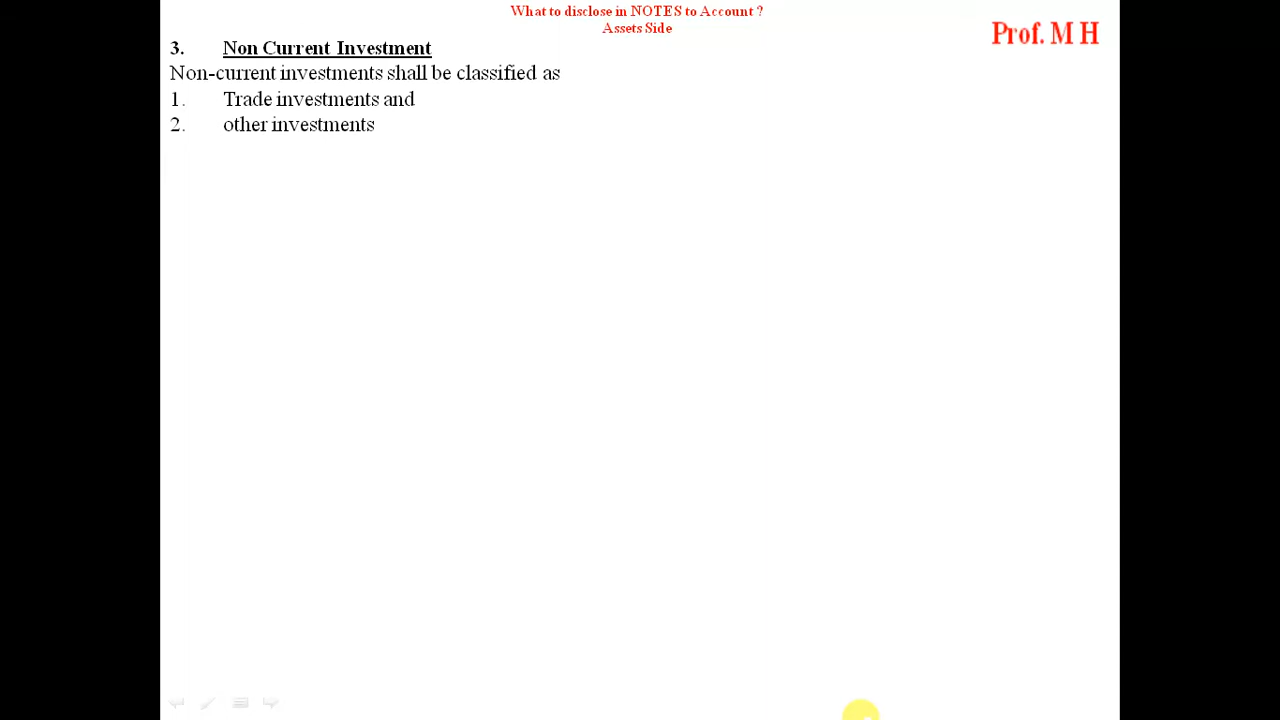 What to disclose in NOTES to Account ?
Assets Side
Prof. M H
3. Non Current Investment
Non-current investments shall be classified as
1. Trade investments and
2. other investments